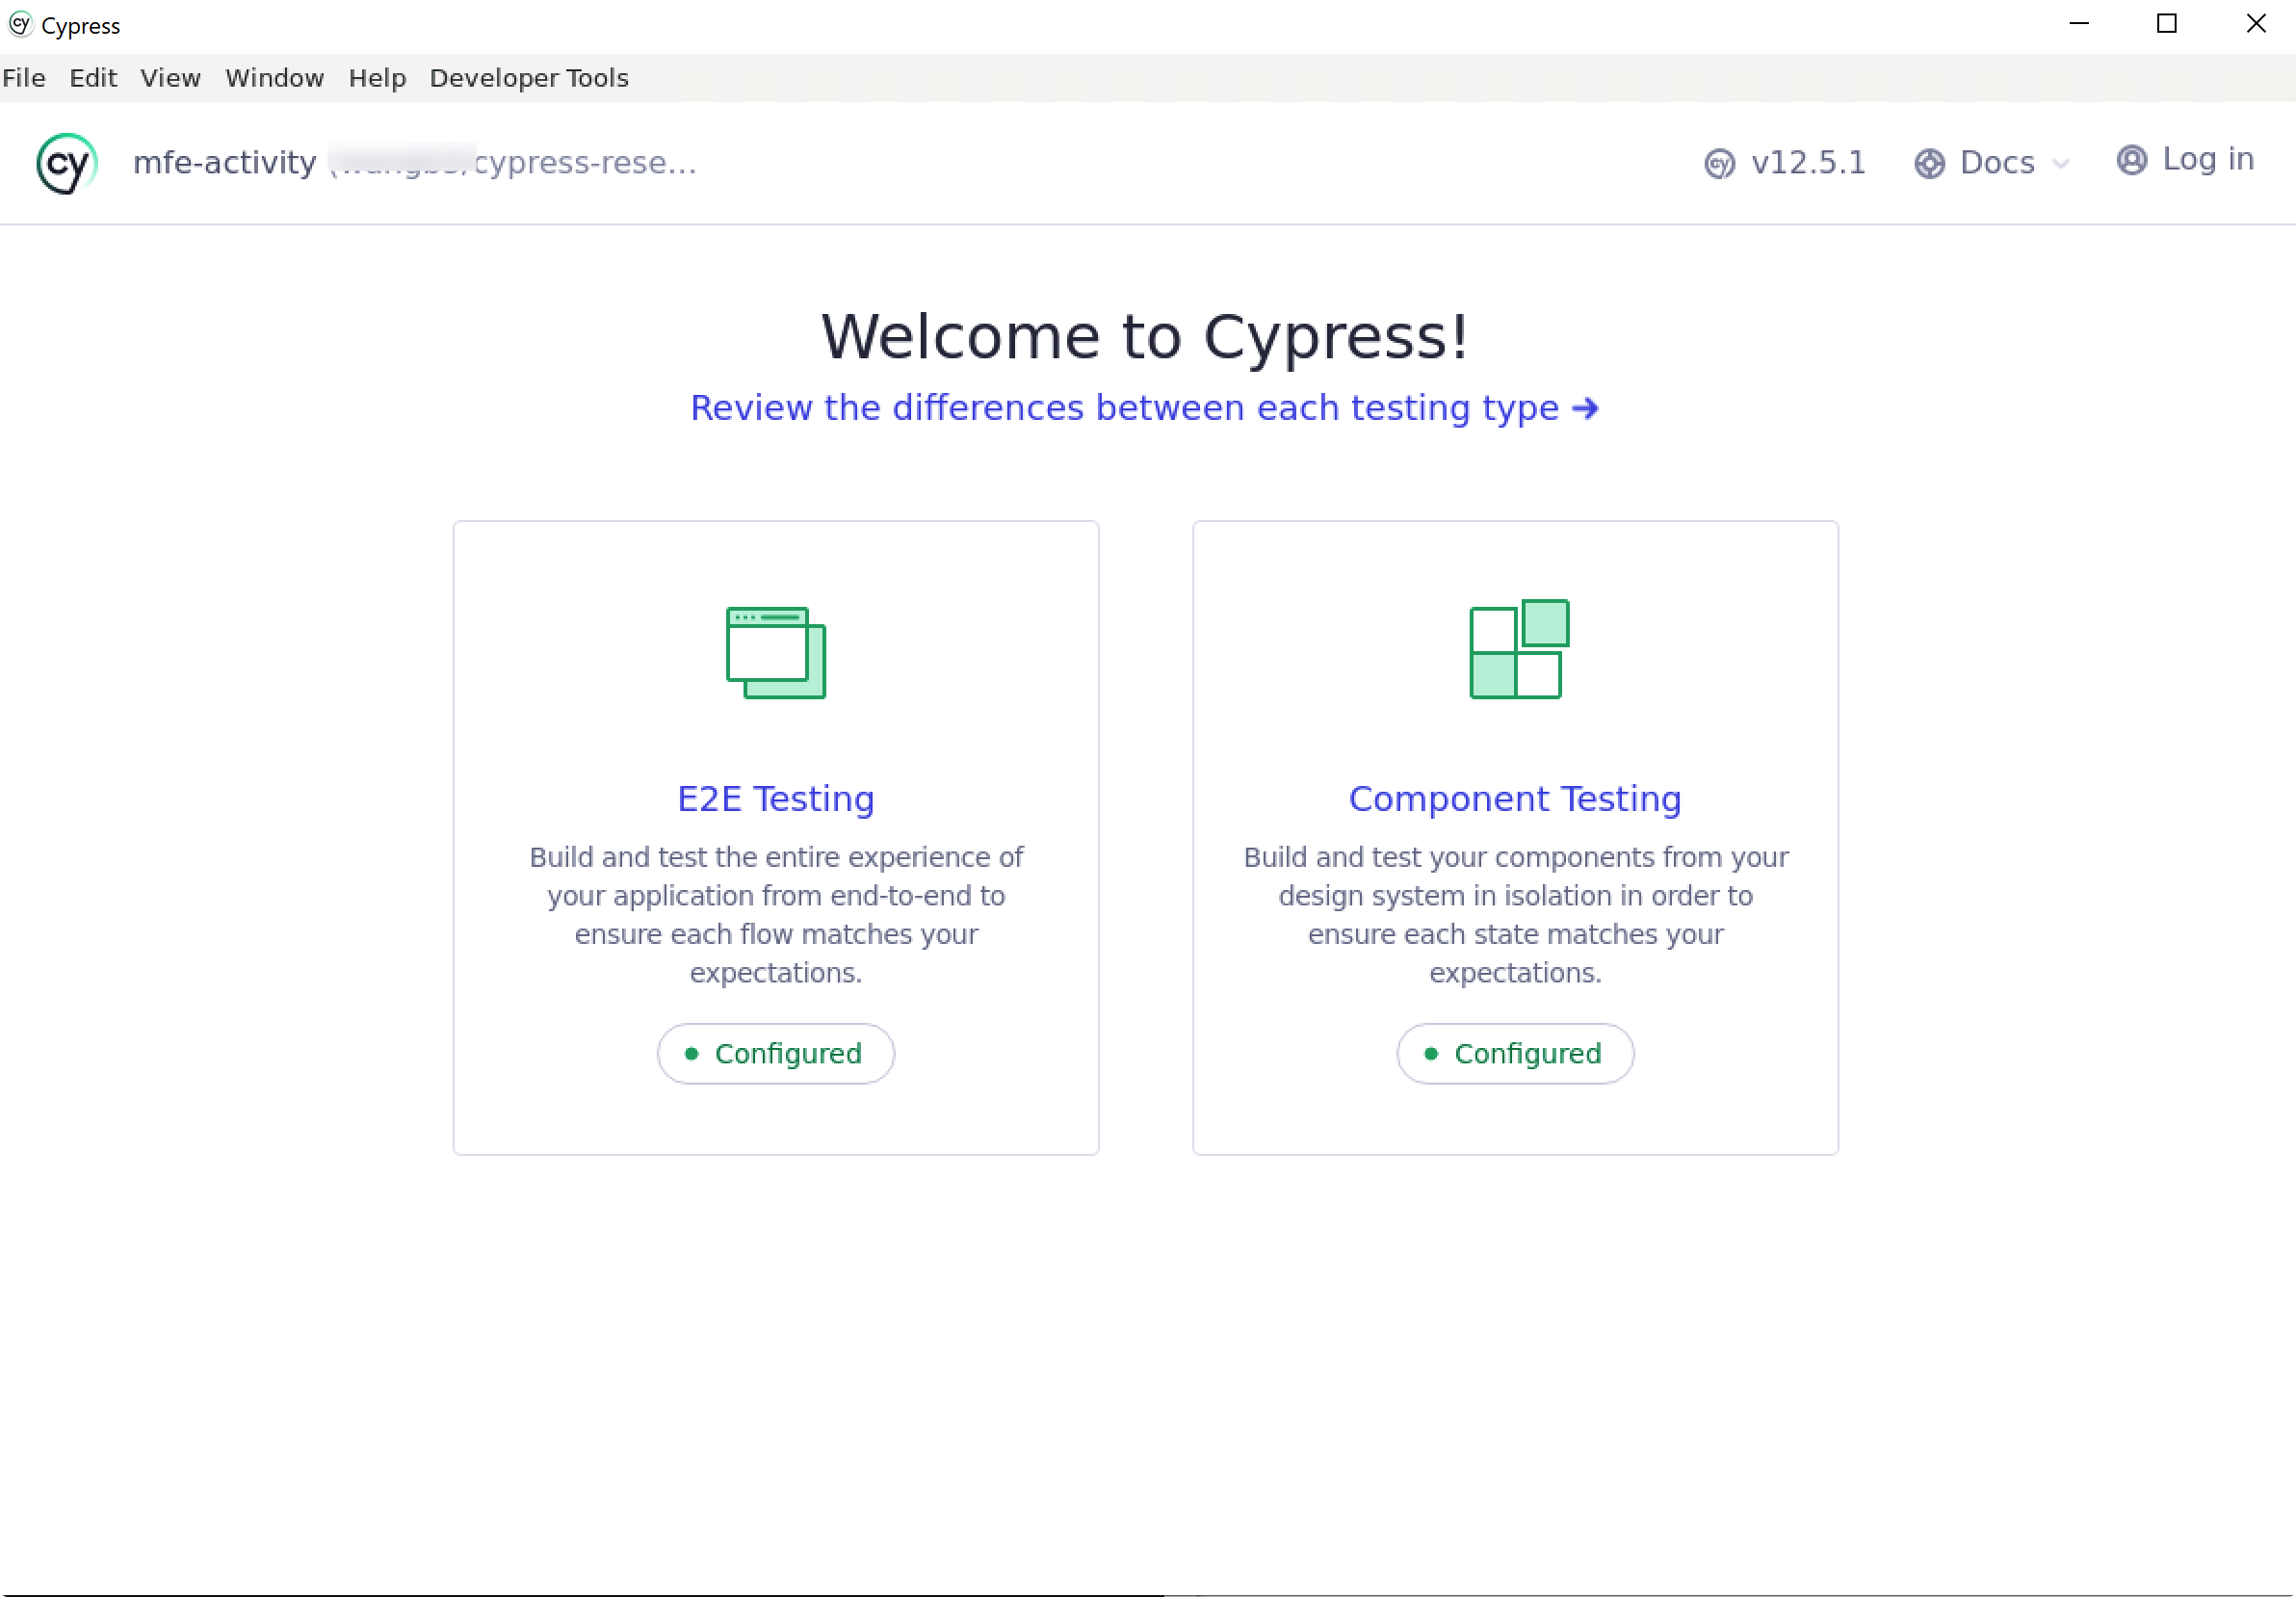 Cypress
File Edit View Window Help Developer Tools
cy mfe-activity cypress-rese... v12.5.1 Docs Log in
Welcome to Cypress!
Review the differences between each testing type →
E2E Testing
Build and test the entire experience of
your application from end-to-end to
ensure each flow matches your
expectations.
Configured
Component Testing
Build and test your components from your
design system in isolation in order to
ensure each state matches your
expectations.
Configured